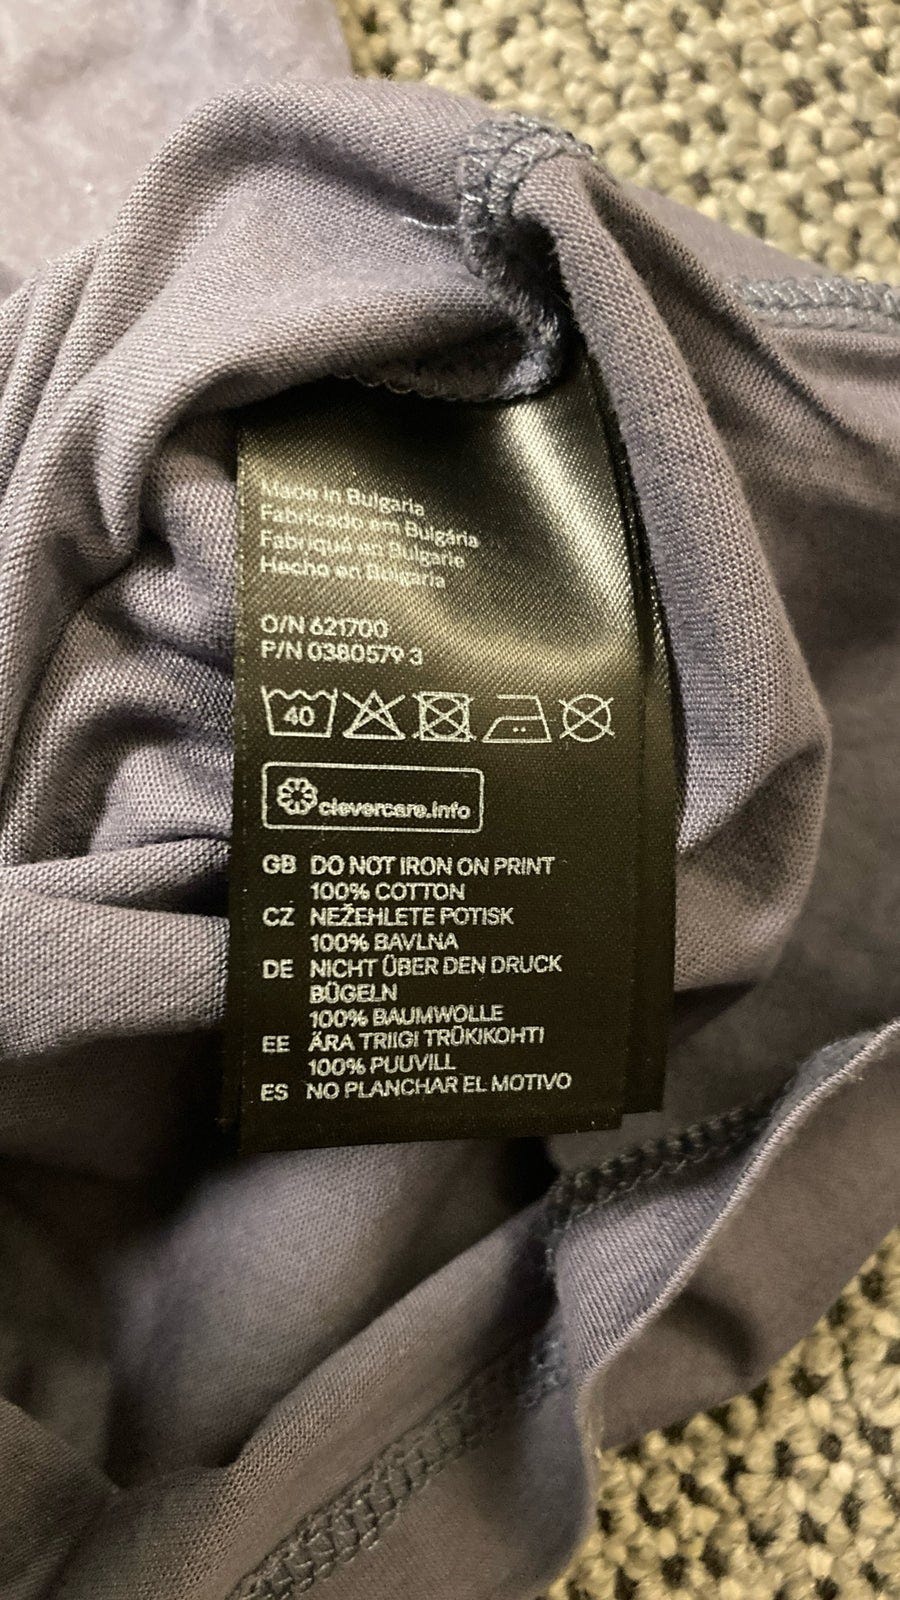 Made in Bulgaria
Fabricado em Bulgária
Fabriqué en Bulgarie
Hecho en Bulgaria
O/N 621700
P/N 0380579 3
40
clevercare.info
GB DO NOT IRON ON PRINT
100% COTTON
CZ NEŽEHLETE POTISK
100% BAVLNA
DE NICHT ÜBER DEN DRUCK
BÜGELN
100% BAUMWOLLE
EE ÄRA TRIIGI TRÜKIKOHTI
100% PUUVILL
ES NO PLANCHAR EL MOTIVO